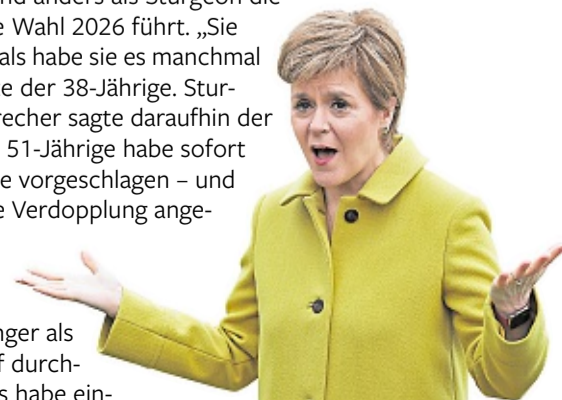 nd anders als Sturgeon die
e Wahl 2026 führt. „Sie
als habe sie es manchmal
e der 38-Jährige. Stur-
recher sagte daraufhin der
51-Jährige habe sofort
e vorgeschlagen – und
e Verdopplung ange-
nger als
f durch-
s habe ein-